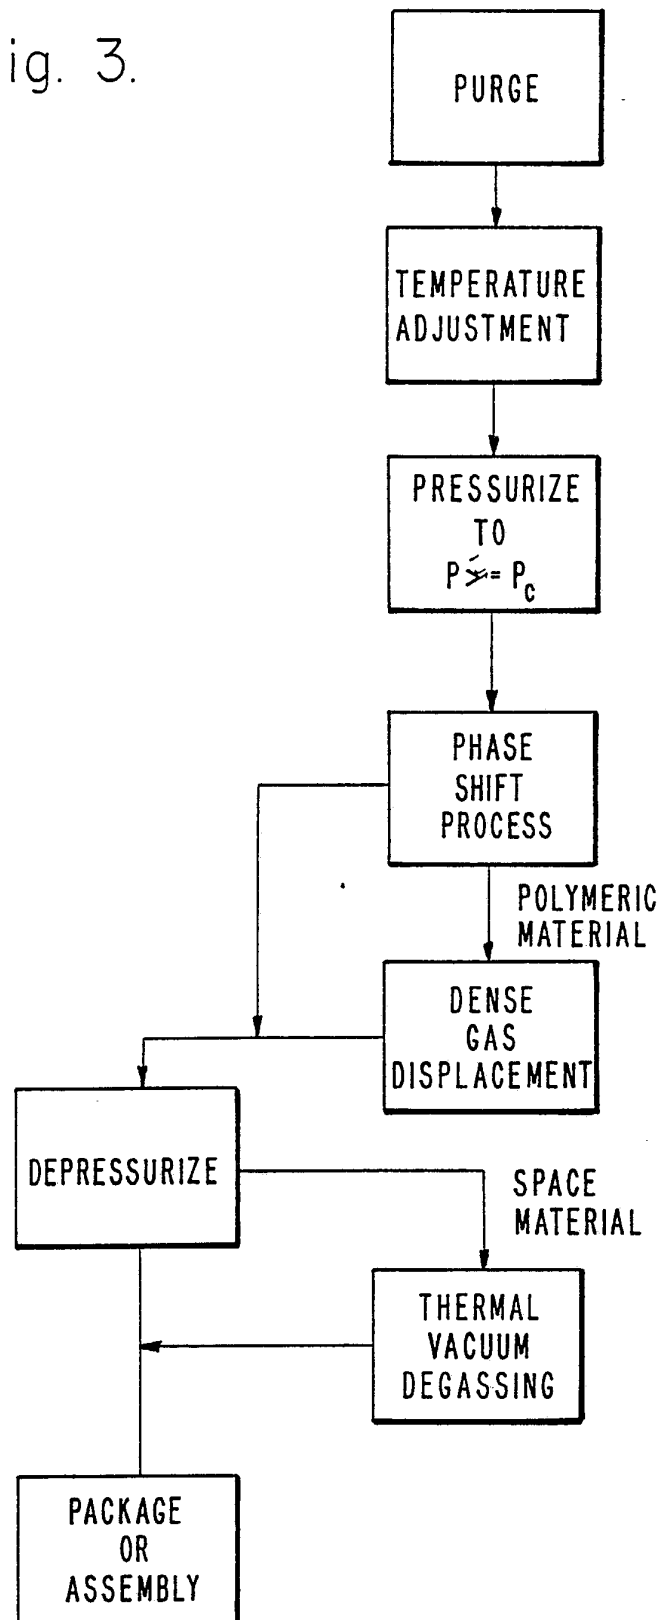 ig. 3.
PURGE
TEMPERATURE
ADJUSTMENT
PRESSURIZE
TO
P >= Pc
PHASE
SHIFT
PROCESS
POLYMERIC
MATERIAL
DENSE
GAS
DISPLACEMENT
DEPRESSURIZE
SPACE
MATERIAL
THERMAL
VACUUM
DEGASSING
PACKAGE
OR
ASSEMBLY